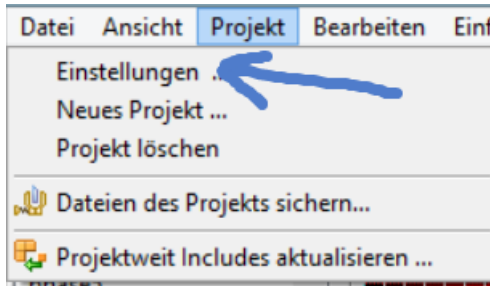 Datei Ansicht Projekt Bearbeiten
Einstellungen ...
Neues Projekt ...
Projekt löschen
Dateien des Projekts sichern...
Projektweit Includes aktualisieren ...